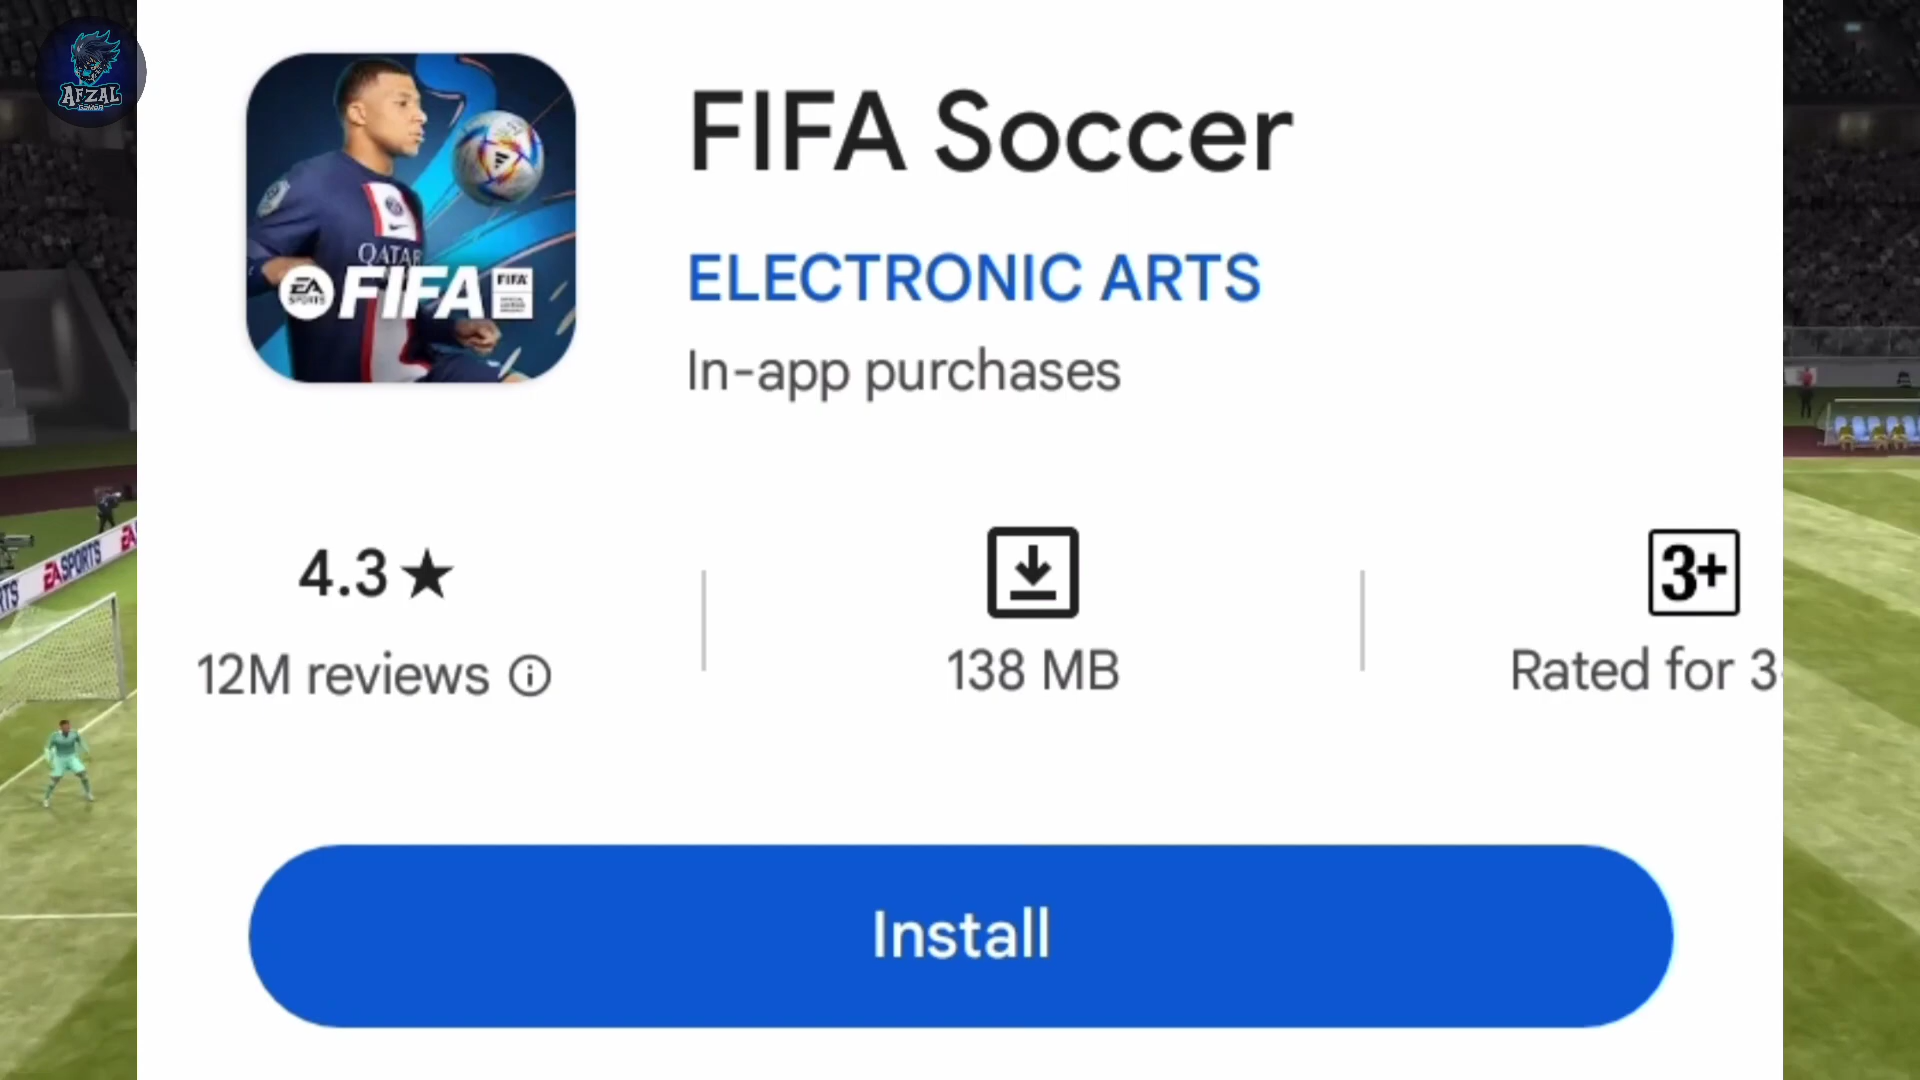 AFZAL
GAMER
FIFA Soccer
QATAR
EA
SPORTS
FIFA
FIFA
ELECTRONIC ARTS
In-app purchases
4.3★
3+
12M reviews
138 MB
Rated for 3
EA SPORTS
Install